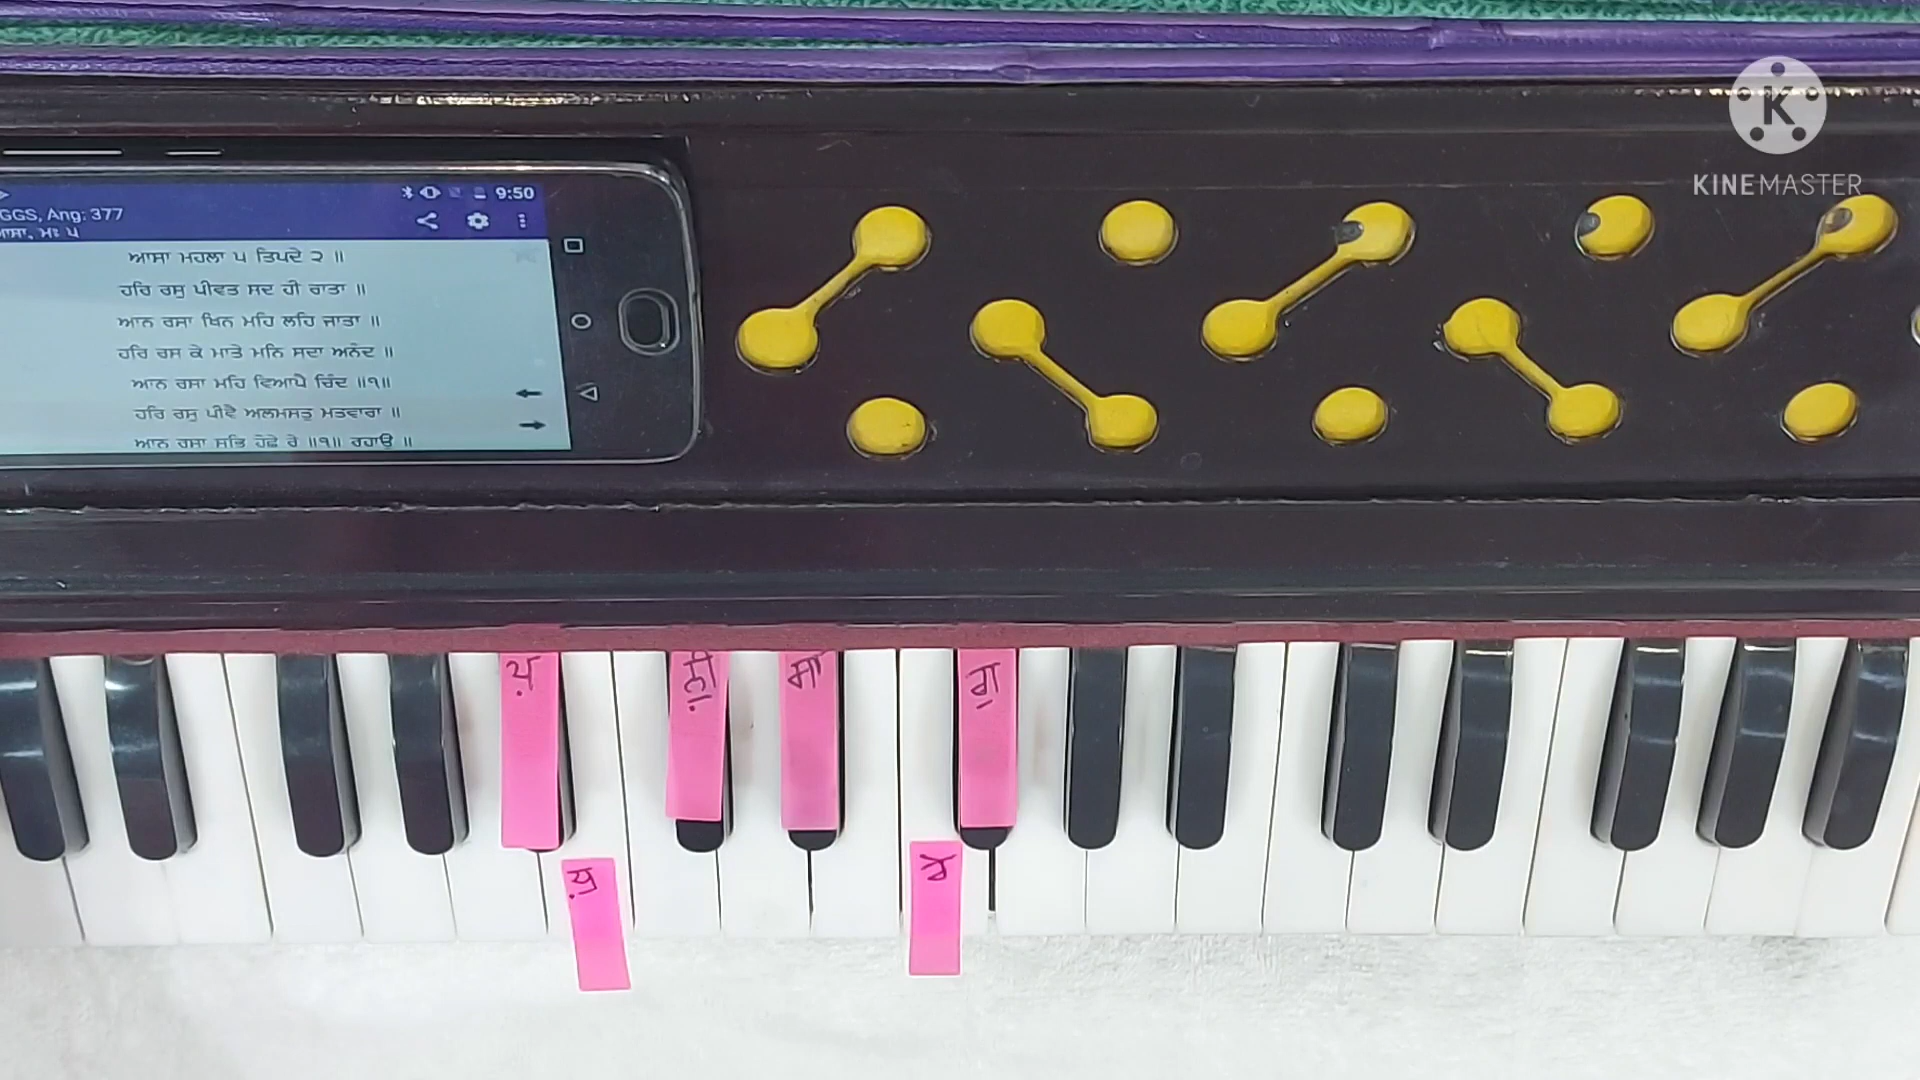 9:50
GGS, Ang: 377
ਆਸਾ, ਮਃ ੫
ਆਸਾ ਮਹਲਾ ੫ ਤਿਪਦੇ ੨ ॥
ਹਰਿ ਰਸੁ ਪੀਵਤ ਸਦ ਹੀ ਰਾਤਾ ॥
ਆਨ ਰਸਾ ਖਿਨ ਮਹਿ ਲਹਿ ਜਾਤਾ ॥
ਹਰਿ ਰਸ ਕੇ ਮਾਤੇ ਮਨਿ ਸਦਾ ਅਨੰਦ ॥
ਆਨ ਰਸਾ ਮਹਿ ਵਿਆਪੈ ਚਿੰਦ ॥੧॥
ਹਰਿ ਰਸੁ ਪੀਵੈ ਅਲਮਸਤੁ ਮਤਵਾਰਾ ॥
ਆਨ ਰਸਾ ਸਭਿ ਹੋਛੇ ਰੇ ॥੧॥ ਰਹਾਉ ॥
K
KINEMASTER
ਪ਼ ਨ਼ੀ ਸਾ ਗ॒
ਧ਼ ਰੇ